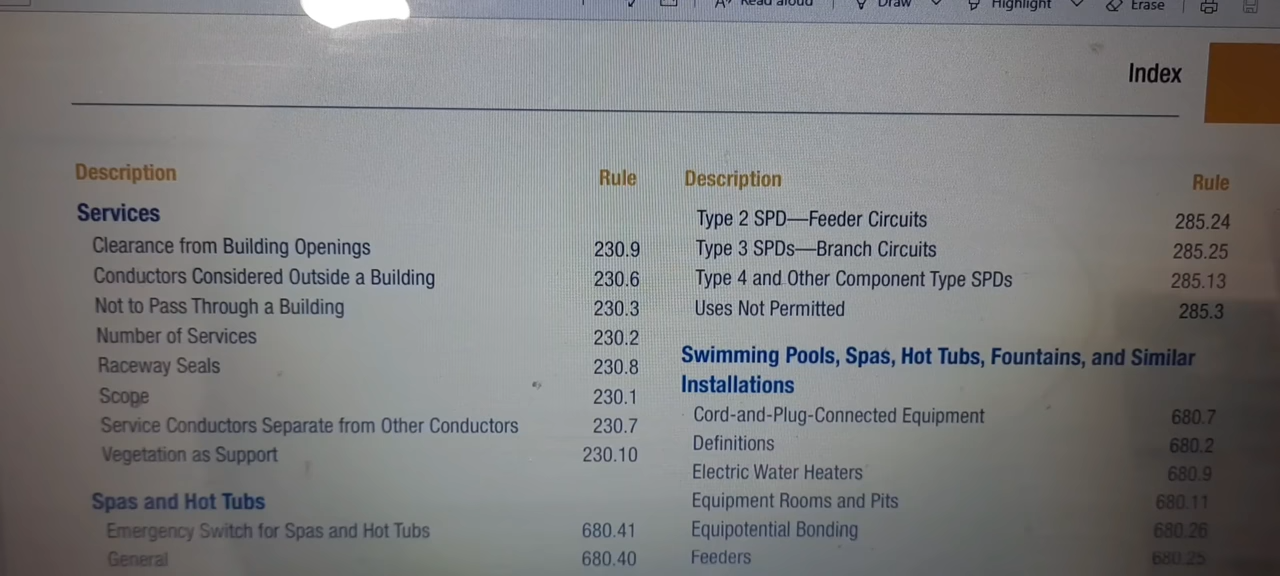 Read aloud
Draw
Highlight
Erase
Index
Description Rule
Services
Clearance from Building Openings 230.9
Conductors Considered Outside a Building 230.6
Not to Pass Through a Building 230.3
Number of Services 230.2
Raceway Seals 230.8
Scope 230.1
Service Conductors Separate from Other Conductors 230.7
Vegetation as Support 230.10
Spas and Hot Tubs
Emergency Switch for Spas and Hot Tubs 680.41
General 680.40
Description Rule
Type 2 SPD—Feeder Circuits 285.24
Type 3 SPDs—Branch Circuits 285.25
Type 4 and Other Component Type SPDs 285.13
Uses Not Permitted 285.3
Swimming Pools, Spas, Hot Tubs, Fountains, and Similar
Installations
Cord-and-Plug-Connected Equipment 680.7
Definitions 680.2
Electric Water Heaters 680.9
Equipment Rooms and Pits 680.11
Equipotential Bonding 680.26
Feeders 680.25